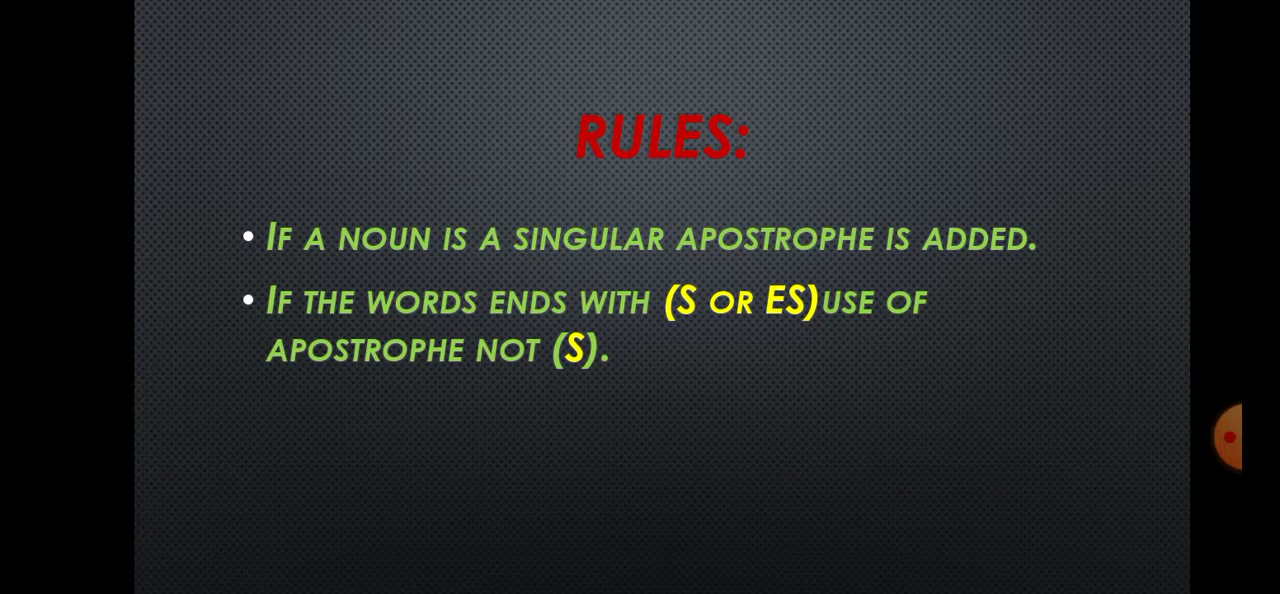 RULES:
• IF A NOUN IS A SINGULAR APOSTROPHE IS ADDED.
• IF THE WORDS ENDS WITH (S OR ES)USE OF
APOSTROPHE NOT (S).